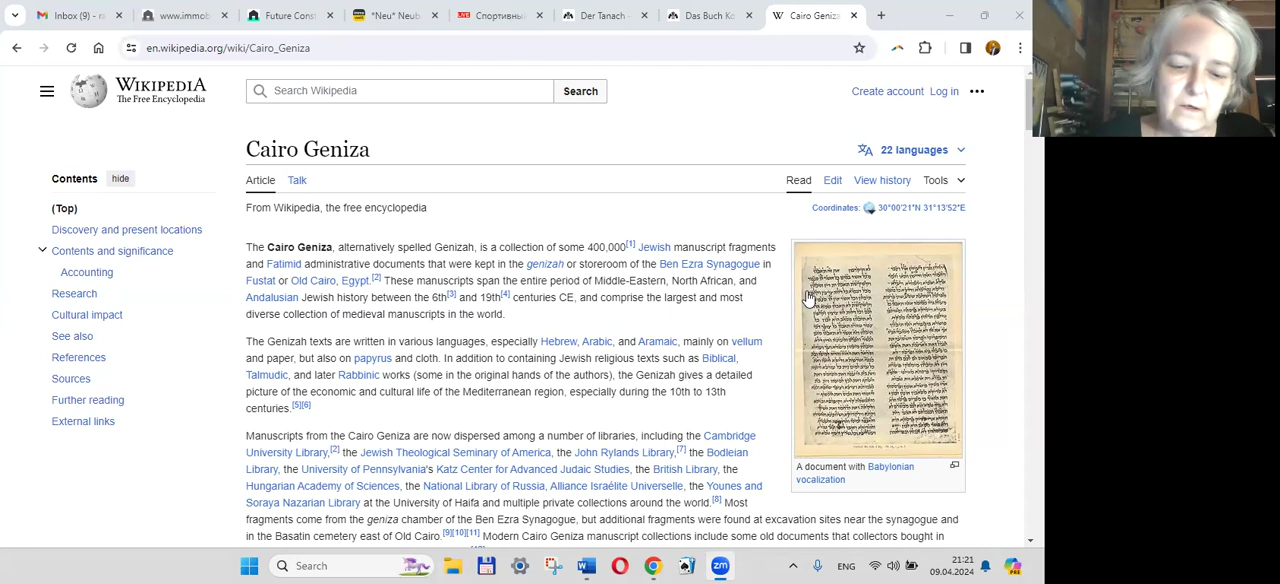 Inbox (9) - ra
www.immob
Future Const
*Neu* Neub
LIVE Спортивный
Der Tanach –
Das Buch Ko
Cairo Geniza
en.wikipedia.org/wiki/Cairo_Geniza
WIKIPEDIA
The Free Encyclopedia
Search Wikipedia
Search
Create account Log in
Cairo Geniza
22 languages
Contents hide
Article Talk
Read Edit View history Tools
(Top)
From Wikipedia, the free encyclopedia
Coordinates: 30°00′21″N 31°13′52″E
Discovery and present locations
Contents and significance
Accounting
Research
Cultural impact
See also
References
Sources
Further reading
External links
The Cairo Geniza, alternatively spelled Genizah, is a collection of some 400,000[1] Jewish manuscript fragments
and Fatimid administrative documents that were kept in the genizah or storeroom of the Ben Ezra Synagogue in
Fustat or Old Cairo, Egypt.[2] These manuscripts span the entire period of Middle-Eastern, North African, and
Andalusian Jewish history between the 6th[3] and 19th[4] centuries CE, and comprise the largest and most
diverse collection of medieval manuscripts in the world.
The Genizah texts are written in various languages, especially Hebrew, Arabic, and Aramaic, mainly on vellum
and paper, but also on papyrus and cloth. In addition to containing Jewish religious texts such as Biblical,
Talmudic, and later Rabbinic works (some in the original hands of the authors), the Genizah gives a detailed
picture of the economic and cultural life of the Mediterranean region, especially during the 10th to 13th
centuries.[5][6]
Manuscripts from the Cairo Geniza are now dispersed among a number of libraries, including the Cambridge
University Library,[2] the Jewish Theological Seminary of America, the John Rylands Library,[7] the Bodleian
Library, the University of Pennsylvania's Katz Center for Advanced Judaic Studies, the British Library, the
Hungarian Academy of Sciences, the National Library of Russia, Alliance Israélite Universelle, the Younes and
Soraya Nazarian Library at the University of Haifa and multiple private collections around the world.[8] Most
fragments come from the geniza chamber of the Ben Ezra Synagogue, but additional fragments were found at excavation sites near the synagogue and
in the Basatin cemetery east of Old Cairo.[9][10][11] Modern Cairo Geniza manuscript collections include some old documents that collectors bought in
A document with Babylonian
vocalization
Search
ENG
21:21
09.04.2024